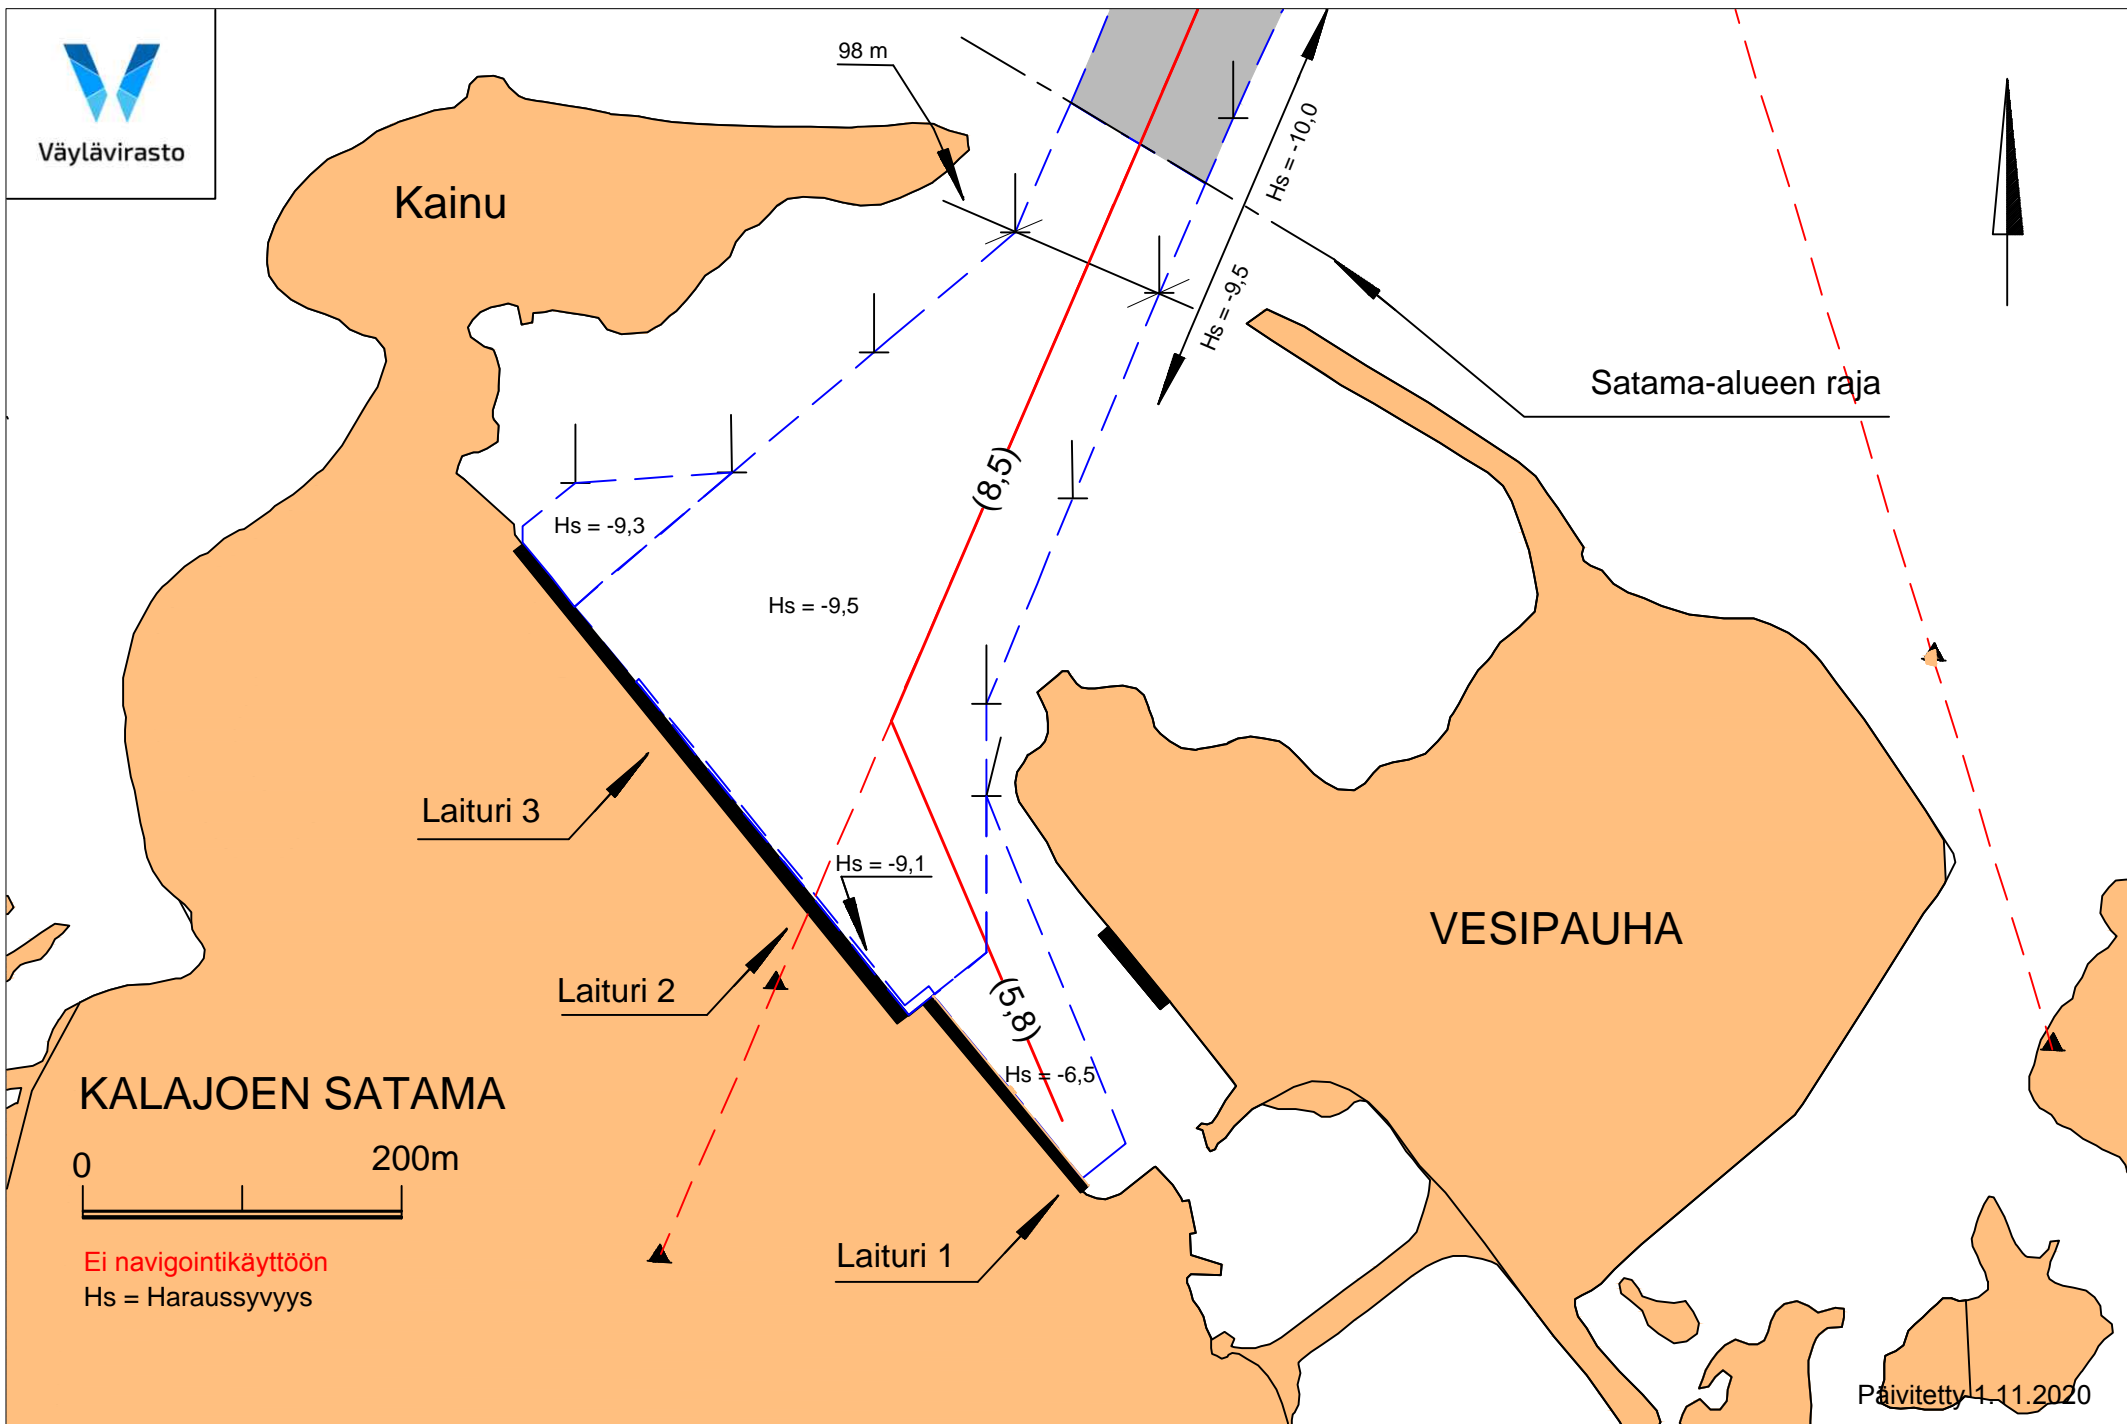 Väylävirasto
98 m
Kainu
Hs = -10,0
Hs = -9,5
Satama-alueen raja
(8,5)
Hs = -9,3
Hs = -9,5
Laituri 3
Hs = -9,1
VESIPAUHA
Laituri 2
(5,8)
Hs = -6,5
KALAJOEN SATAMA
0 200m
Laituri 1
Ei navigointikäyttöön
Hs = Haraussyvyys
Päivitetty 1.11.2020